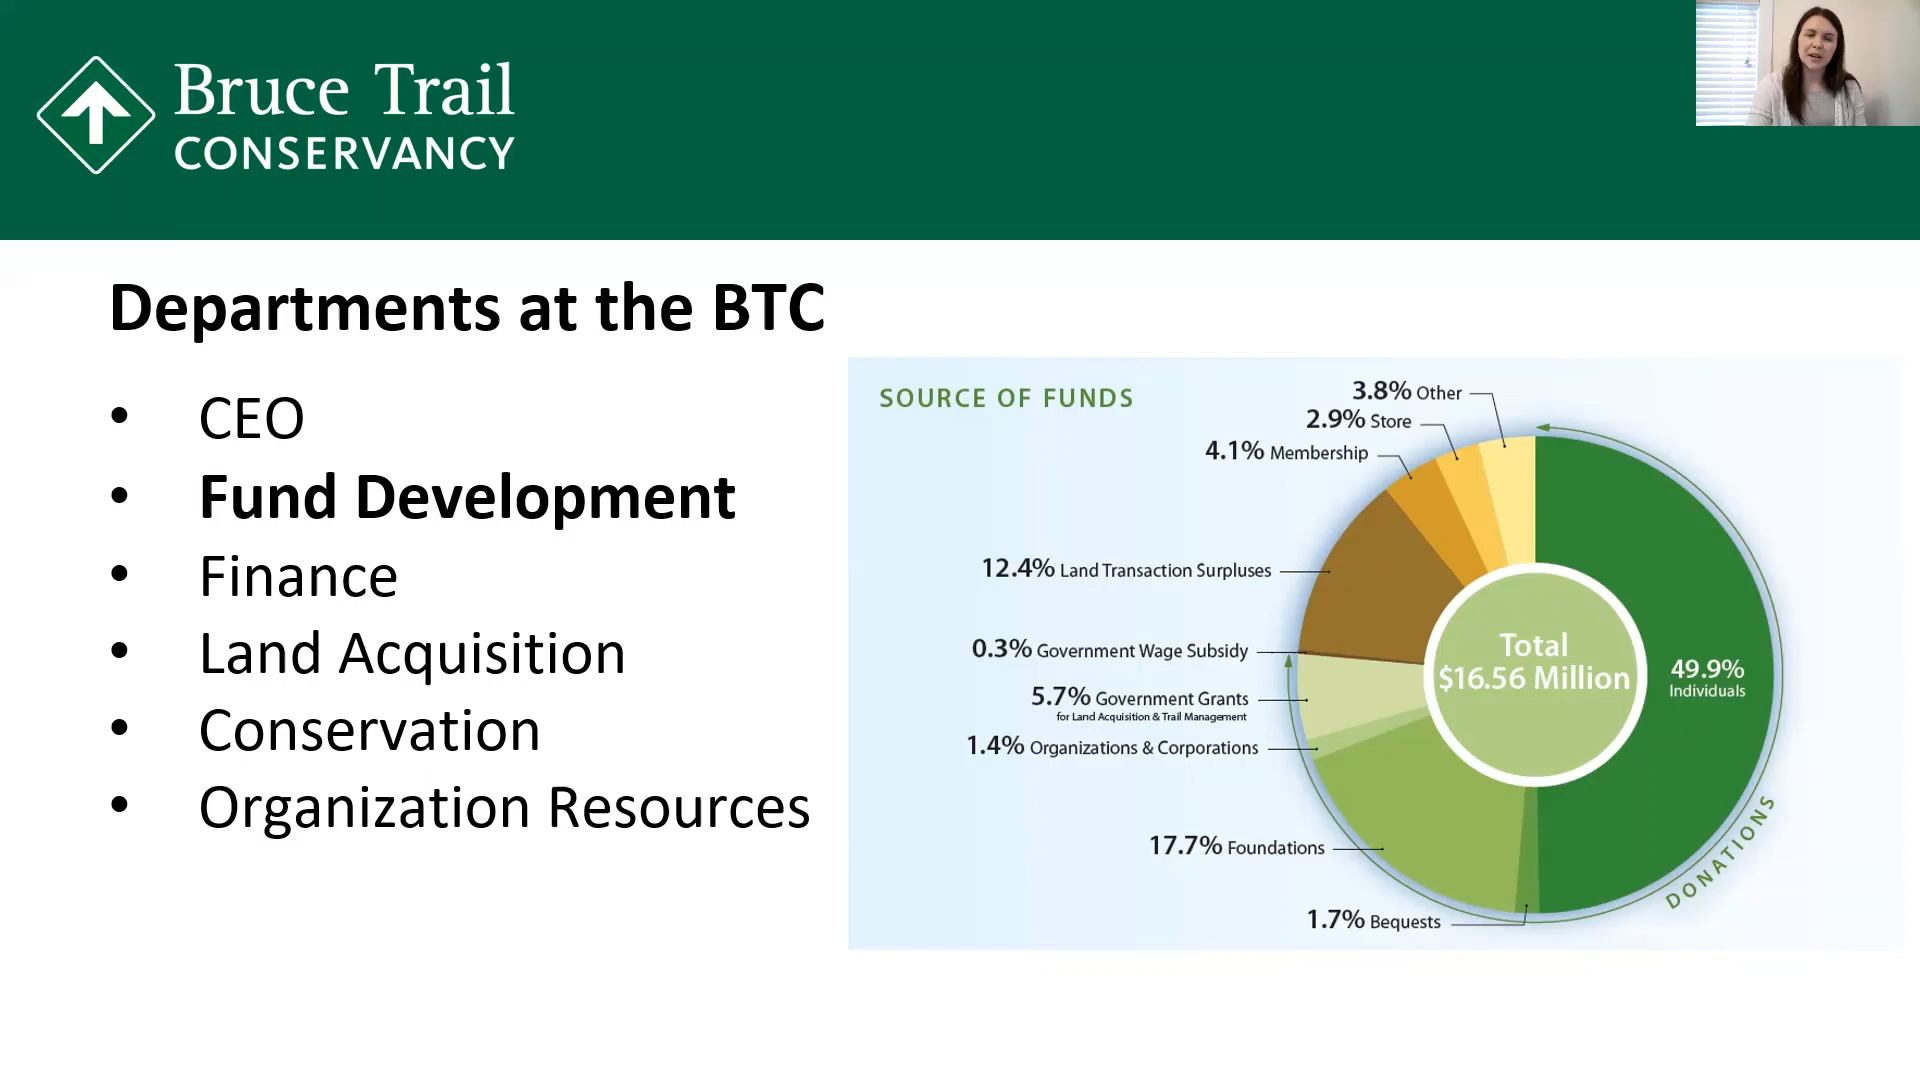 Bruce Trail
CONSERVANCY
Departments at the BTC
• CEO
• Fund Development
• Finance
• Land Acquisition
• Conservation
• Organization Resources
SOURCE OF FUNDS
3.8% Other
2.9% Store
4.1% Membership
12.4% Land Transaction Surpluses
0.3% Government Wage Subsidy
5.7% Government Grants
for Land Acquisition & Trail Management
1.4% Organizations & Corporations
17.7% Foundations
1.7% Bequests
Total
$16.56 Million
49.9%
Individuals
DONATIONS